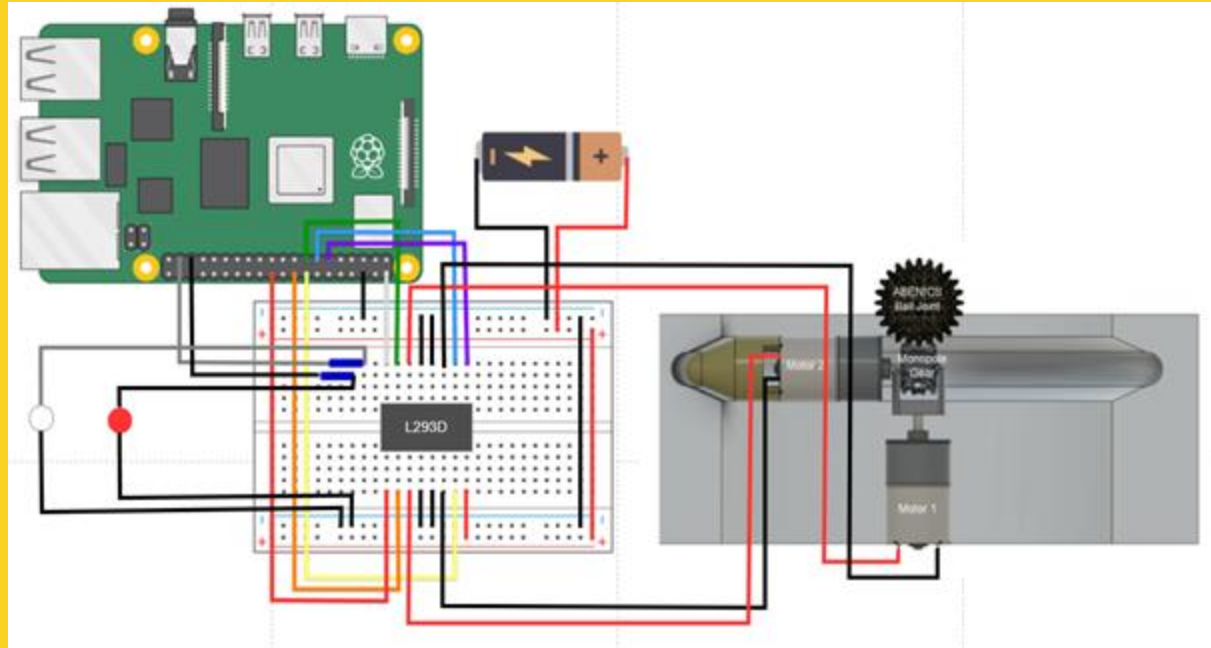 ABENICS
Ball Joint
Motor 2
Monopole
Gear
L293D
Motor 1